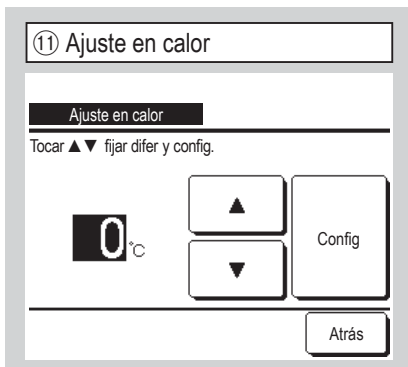 ⑪ Ajuste en calor
Ajuste en calor
Tocar ▲▼ fijar difer y config.
▲
0°C
Config
▼
Atrás